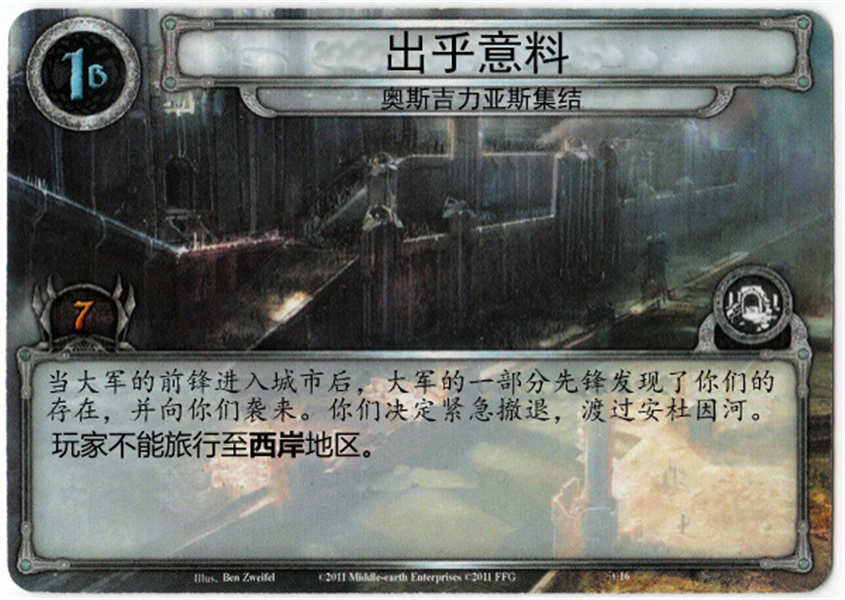 1B
出乎意料
奥斯吉力亚斯集结
7
当大军的前锋进入城市后，大军的一部分先锋发现了你们的
存在，并向你们袭来。你们决定紧急撤退，渡过安杜因河。
玩家不能旅行至西岸地区。
Illus. Ben Zweifel ©2011 Middle-earth Enterprises ©2011 FFG 16